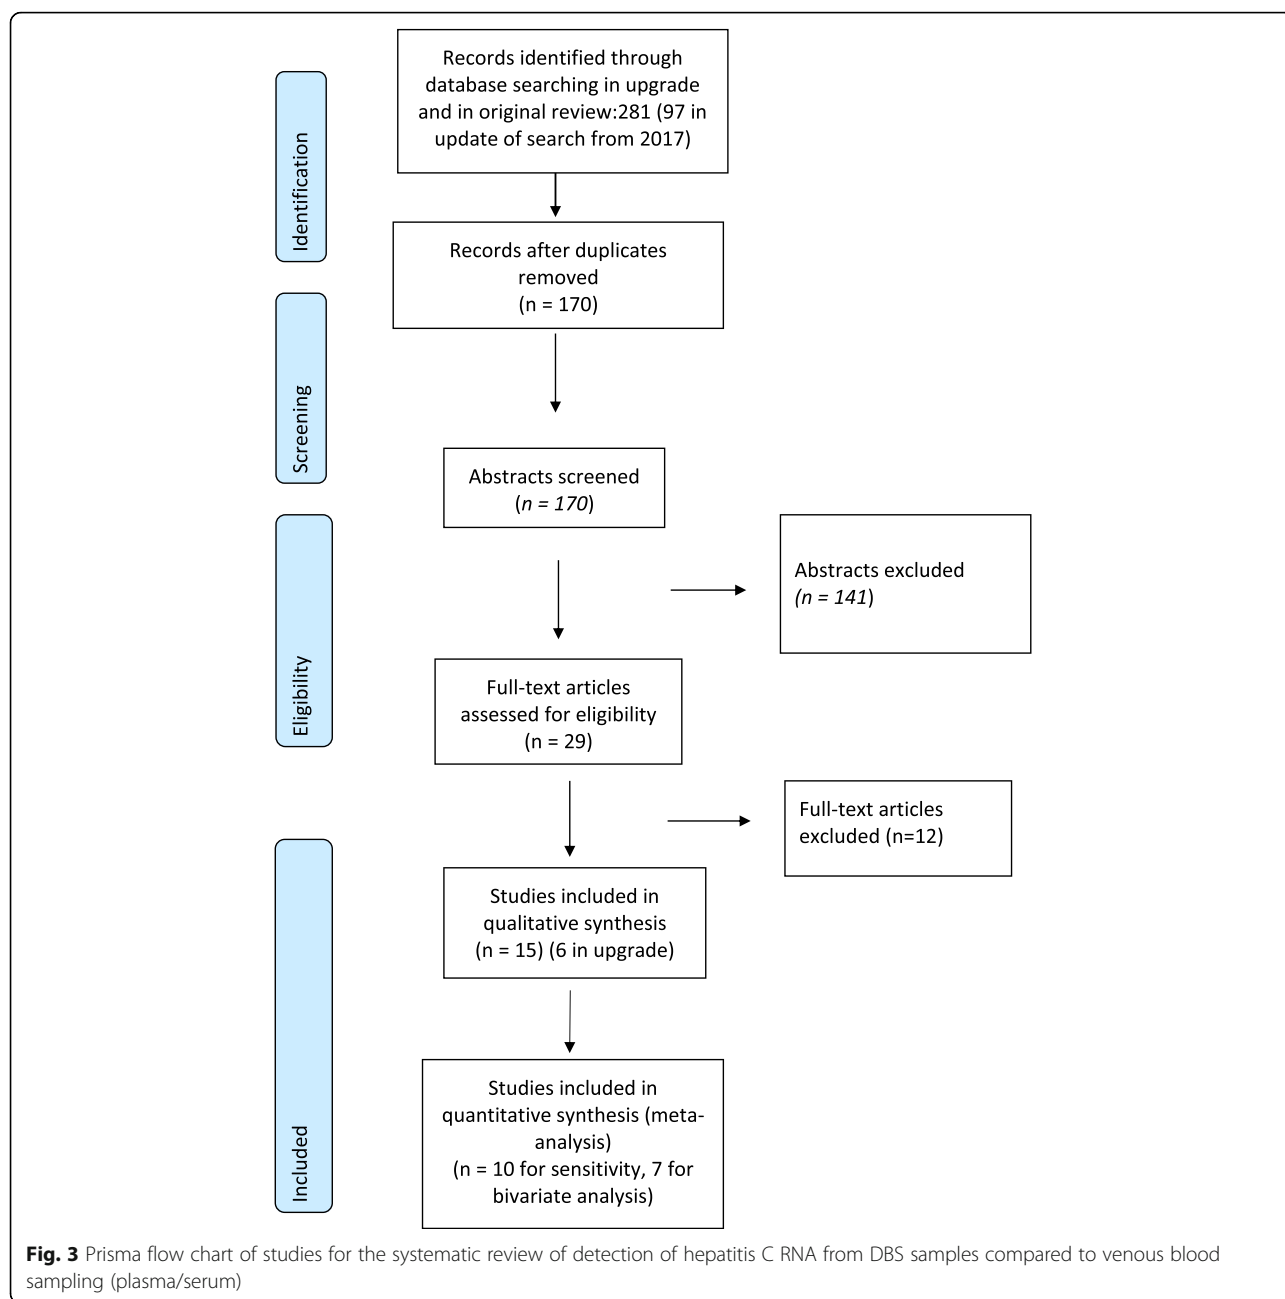 Records identified through
database searching in upgrade
and in original review:281 (97 in
update of search from 2017)
Identification
Records after duplicates
removed
(n = 170)
Screening
Abstracts screened
(n = 170)
Abstracts excluded
(n = 141)
Eligibility
Full-text articles
assessed for eligibility
(n = 29)
Full-text articles
excluded (n=12)
Studies included in
qualitative synthesis
(n = 15) (6 in upgrade)
Included
Studies included in
quantitative synthesis (meta-
analysis)
(n = 10 for sensitivity, 7 for
bivariate analysis)
Fig. 3 Prisma flow chart of studies for the systematic review of detection of hepatitis C RNA from DBS samples compared to venous blood
sampling (plasma/serum)